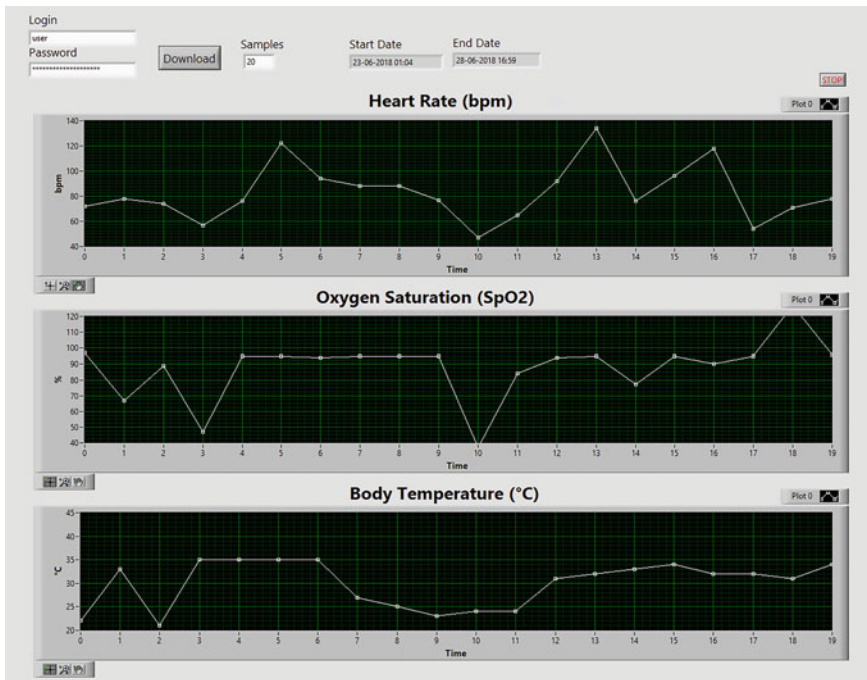 Login
user
Password
********************
Download
Samples
20
Start Date
23-06-2018 01:04
End Date
28-06-2018 16:59
STOP
Heart Rate (bpm)
Plot 0
140
120
100
80
60
40
bpm
0 1 2 3 4 5 6 7 8 9 10 11 12 13 14 15 16 17 18 19
Time
Oxygen Saturation (SpO2)
Plot 0
120
110
100
90
80
70
60
50
40
%
0 1 2 3 4 5 6 7 8 9 10 11 12 13 14 15 16 17 18 19
Time
Body Temperature (°C)
Plot 0
45
40
35
30
25
20
°C
0 1 2 3 4 5 6 7 8 9 10 11 12 13 14 15 16 17 18 19
Time